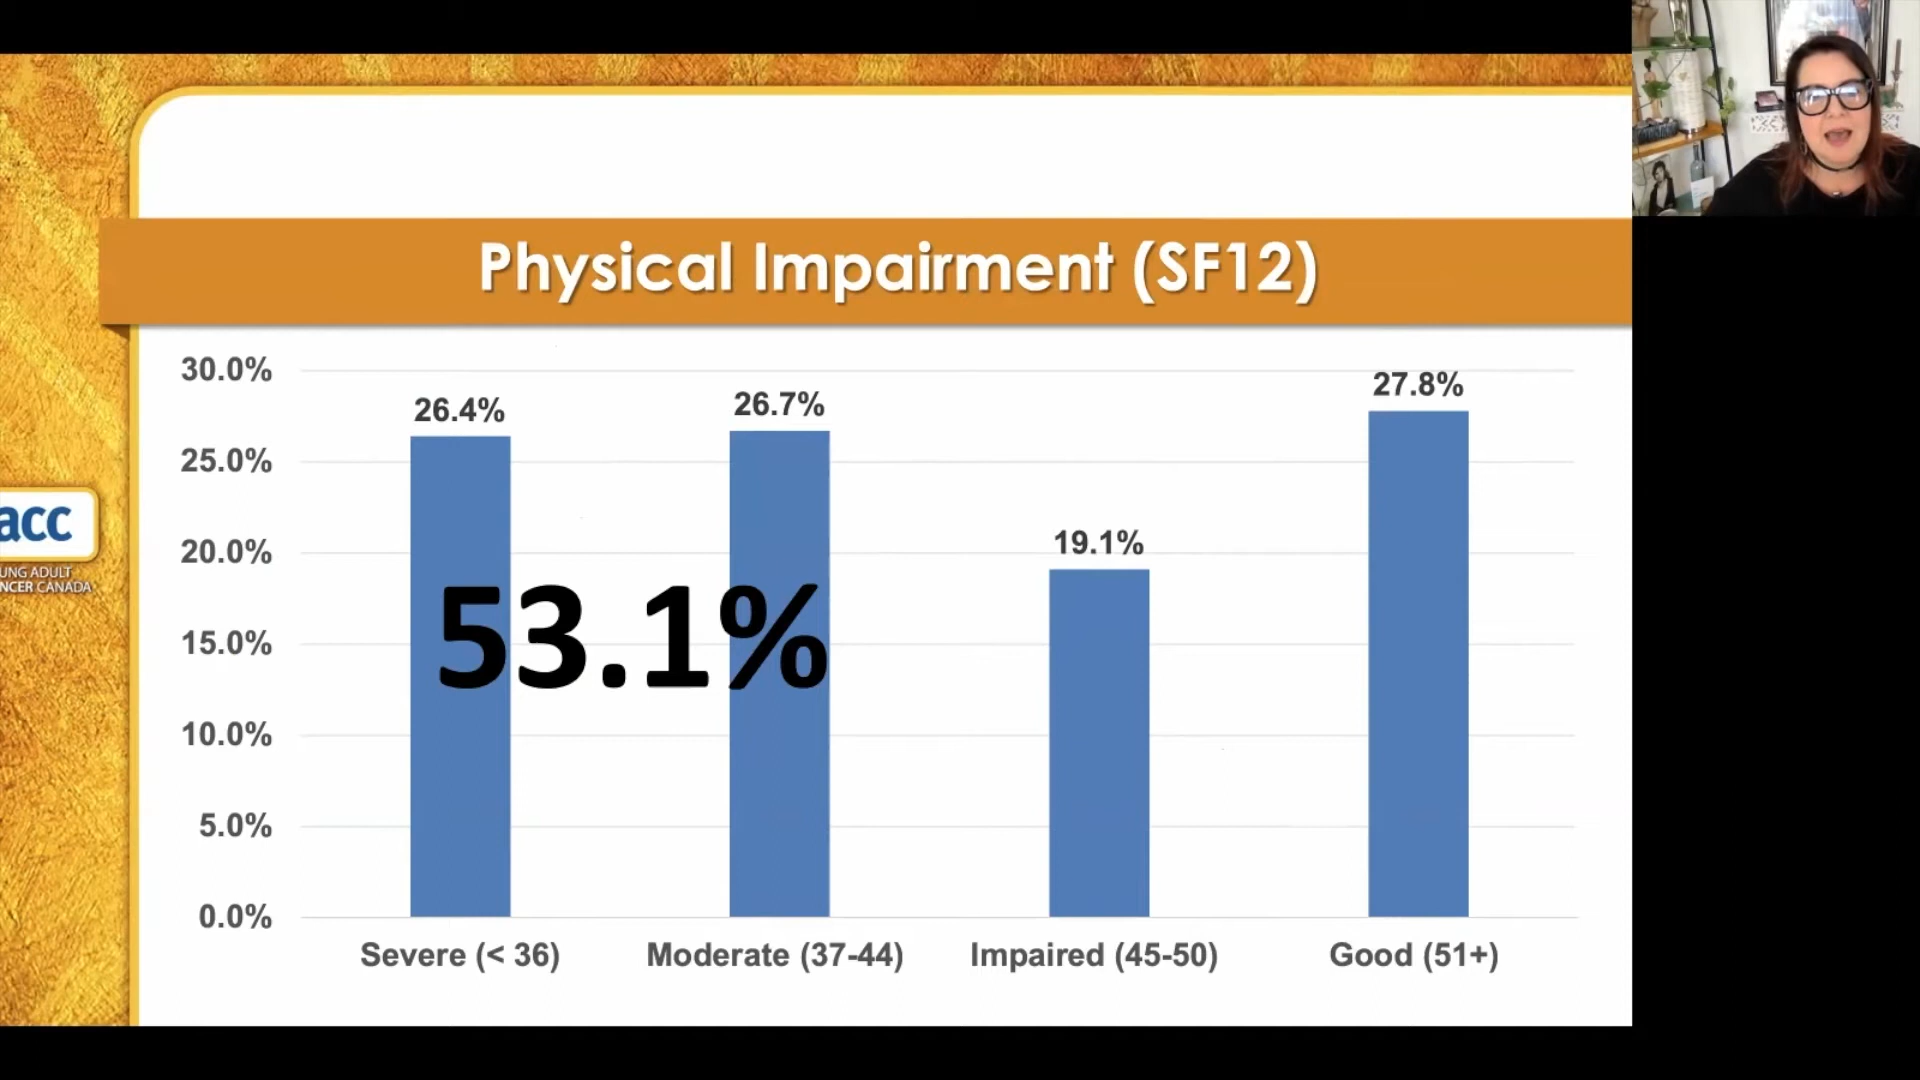 Physical Impairment (SF12)
30.0%
25.0%
20.0%
15.0%
10.0%
5.0%
0.0%
26.4%
26.7%
19.1%
27.8%
53.1%
Severe (< 36)
Moderate (37-44)
Impaired (45-50)
Good (51+)
acc
UNG ADULT
NCER CANADA